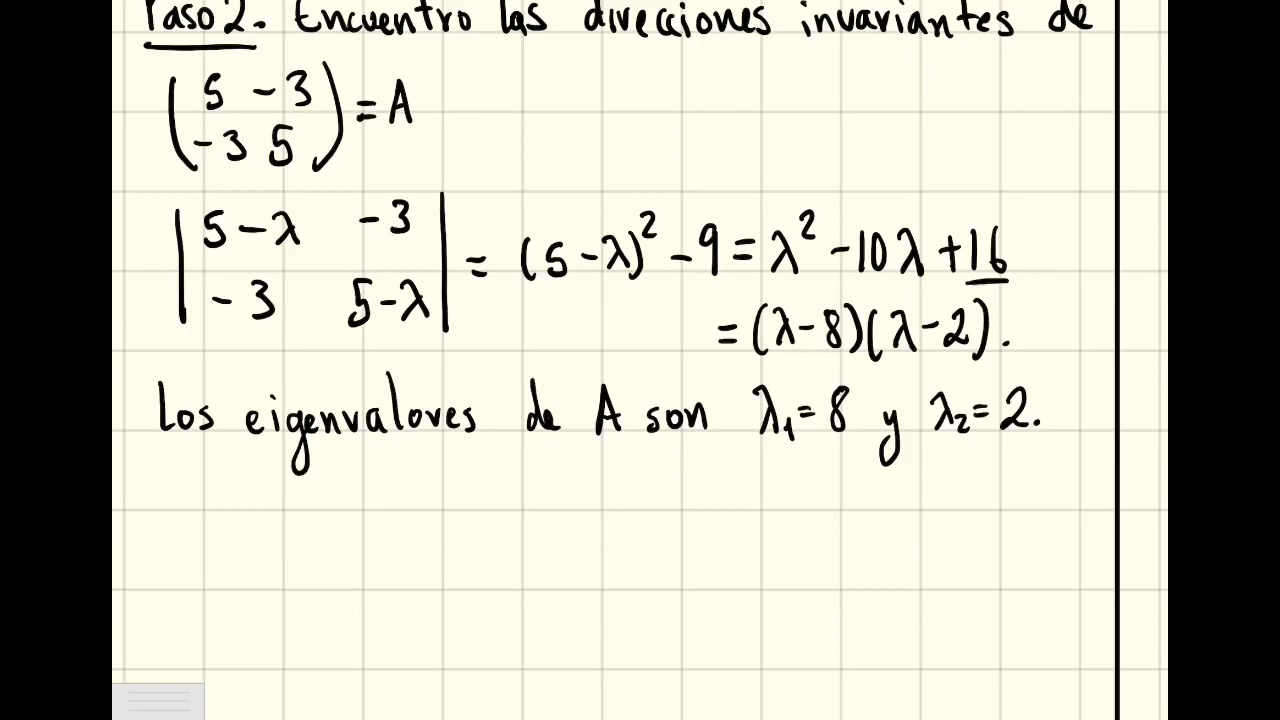 Paso 2. Encuentro las direcciones invariantes de
( 5 -3
-3 5 ) = A
| 5-λ -3
-3 5-λ | = (5-λ)² - 9 = λ² - 10λ + 16
= (λ-8)(λ-2).
Los eigenvalores de A son λ₁ = 8 y λ₂ = 2.